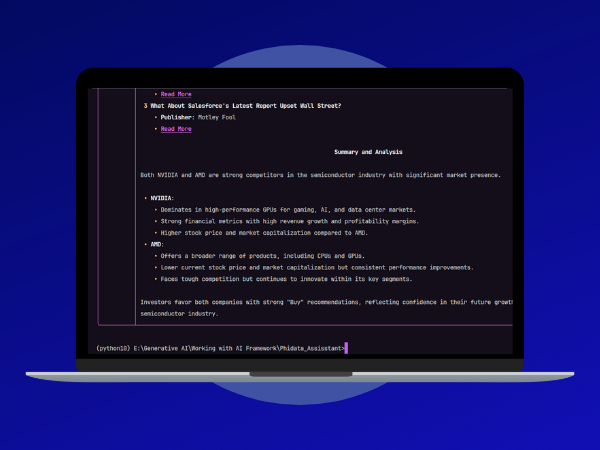 • Read More
3 What About Salesforce's Latest Report Upset Wall Street?
• Publisher: Motley Fool
• Read More
Summary and Analysis
Both NVIDIA and AMD are strong competitors in the semiconductor industry with significant market presence.
• NVIDIA:
• Dominates in high-performance GPUs for gaming, AI, and data center markets.
• Strong financial metrics with high revenue growth and profitability margins.
• Higher stock price and market capitalization compared to AMD.
• AMD:
• Offers a broader range of products, including CPUs and GPUs.
• Lower current stock price and market capitalization but consistent performance improvements.
• Faces tough competition but continues to innovate within its key segments.
Investors favor both companies with strong "Buy" recommendations, reflecting confidence in their future growt
semiconductor industry.
(python10) E:\Generative AI\Working with AI Framework\Phidata_Assisstant>